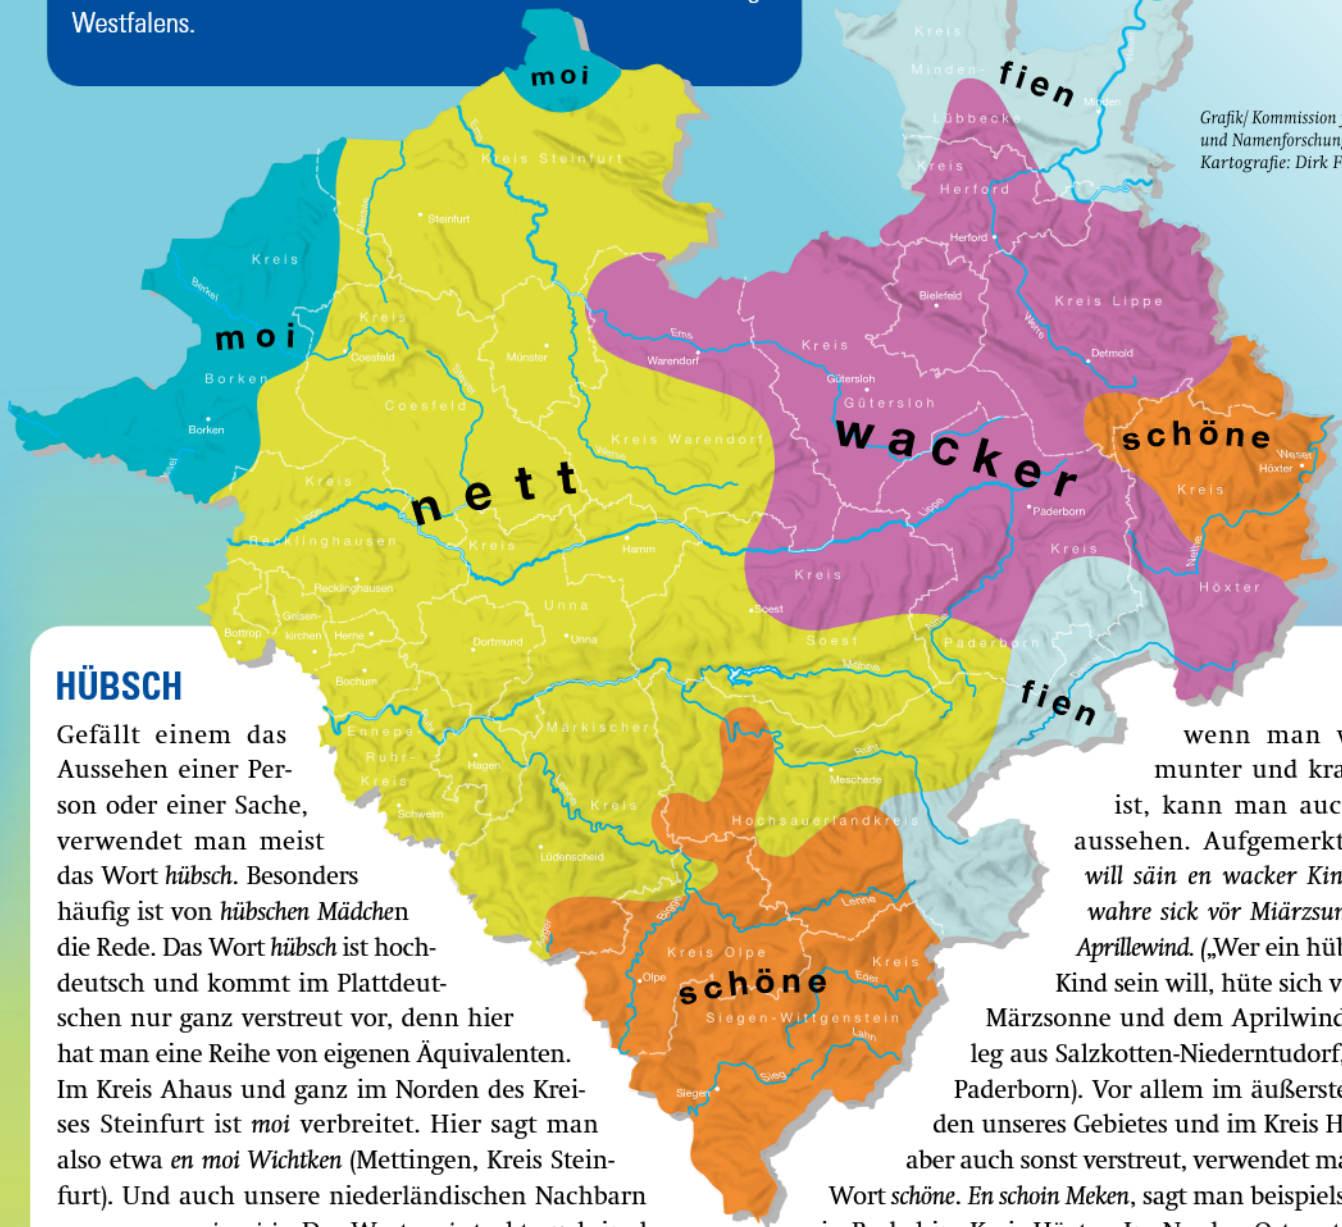 Westfalens.
moi
fien
Kreis
Minden-
Lübbecke
Minden
Grafik/ Kommission
und Namenforschun
Kartografie: Dirk F
Ems
Kreis Steinfurt
Steinfurt
Kreis
Herford
Herford
Kreis
Berkel
moi
Borken
Borken
Kreis
Coesfeld
Coesfeld
Münster
Ems
Warendorf
Kreis
Gütersloh
Gütersloh
Bielefeld
Werre
Kreis Lippe
Detmold
Kreis Warendorf
Werse
wacker
schöne
Weser
Höxter
Kreis
nett
Kreis
Recklinghausen
Lippe
Kreis
Hamm
Lippe
Paderborn
Kreis
Nethe
Höxter
Recklinghausen
Gelsen-
kirchen
Herne
Bottrop
Bochum
Unna
Dortmund
Unna
Kreis
Soest
Soest
Alme
Paderborn
Möhne
fien
Ennepe-
Ruhr-
Kreis
Hagen
Schwelm
Märkischer
Kreis
Lenne
Lüdenscheid
Ruhr
Meschede
Hochsauerlandkreis
Agger
Bigge
Lenne
Kreis Olpe
Olpe
schöne
Kreis
Eder
Siegen-Wittgenstein
Lahn
Sieg
Siegen
HÜBSCH
Gefällt einem das
Aussehen einer Per-
son oder einer Sache,
verwendet man meist
das Wort hübsch. Besonders
häufig ist von hübschen Mädchen
die Rede. Das Wort hübsch ist hoch-
deutsch und kommt im Plattdeut-
schen nur ganz verstreut vor, denn hier
hat man eine Reihe von eigenen Äquivalenten.
Im Kreis Ahaus und ganz im Norden des Krei-
ses Steinfurt ist moi verbreitet. Hier sagt man
also etwa en moi Wichtken (Mettingen, Kreis Stein-
furt). Und auch unsere niederländischen Nachbarn
wenn man
munter und kra
ist, kann man auc
aussehen. Aufgemerkt
will säin en wacker Kin
wahre sick vör Miärzsun
Aprillewind. („Wer ein hüb
Kind sein will, hüte sich v
Märzsonne und dem Aprilwind
leg aus Salzkotten-Niederntudorf,
Paderborn). Vor allem im äußerste
den unseres Gebietes und im Kreis H
aber auch sonst verstreut, verwendet ma
Wort schöne. En schoin Meken, sagt man beispiels